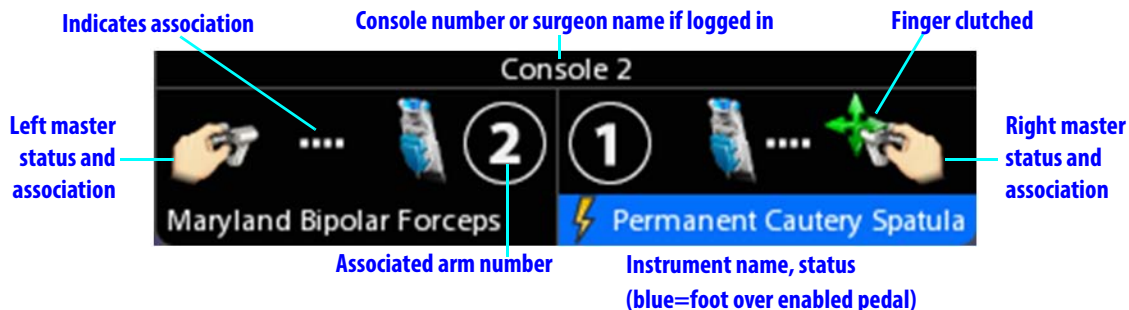 Indicates association
Console number or surgeon name if logged in
Finger clutched
Console 2
Left master
status and
association
2
1
Right master
status and
association
Maryland Bipolar Forceps
Permanent Cautery Spatula
Associated arm number
Instrument name, status
(blue=foot over enabled pedal)